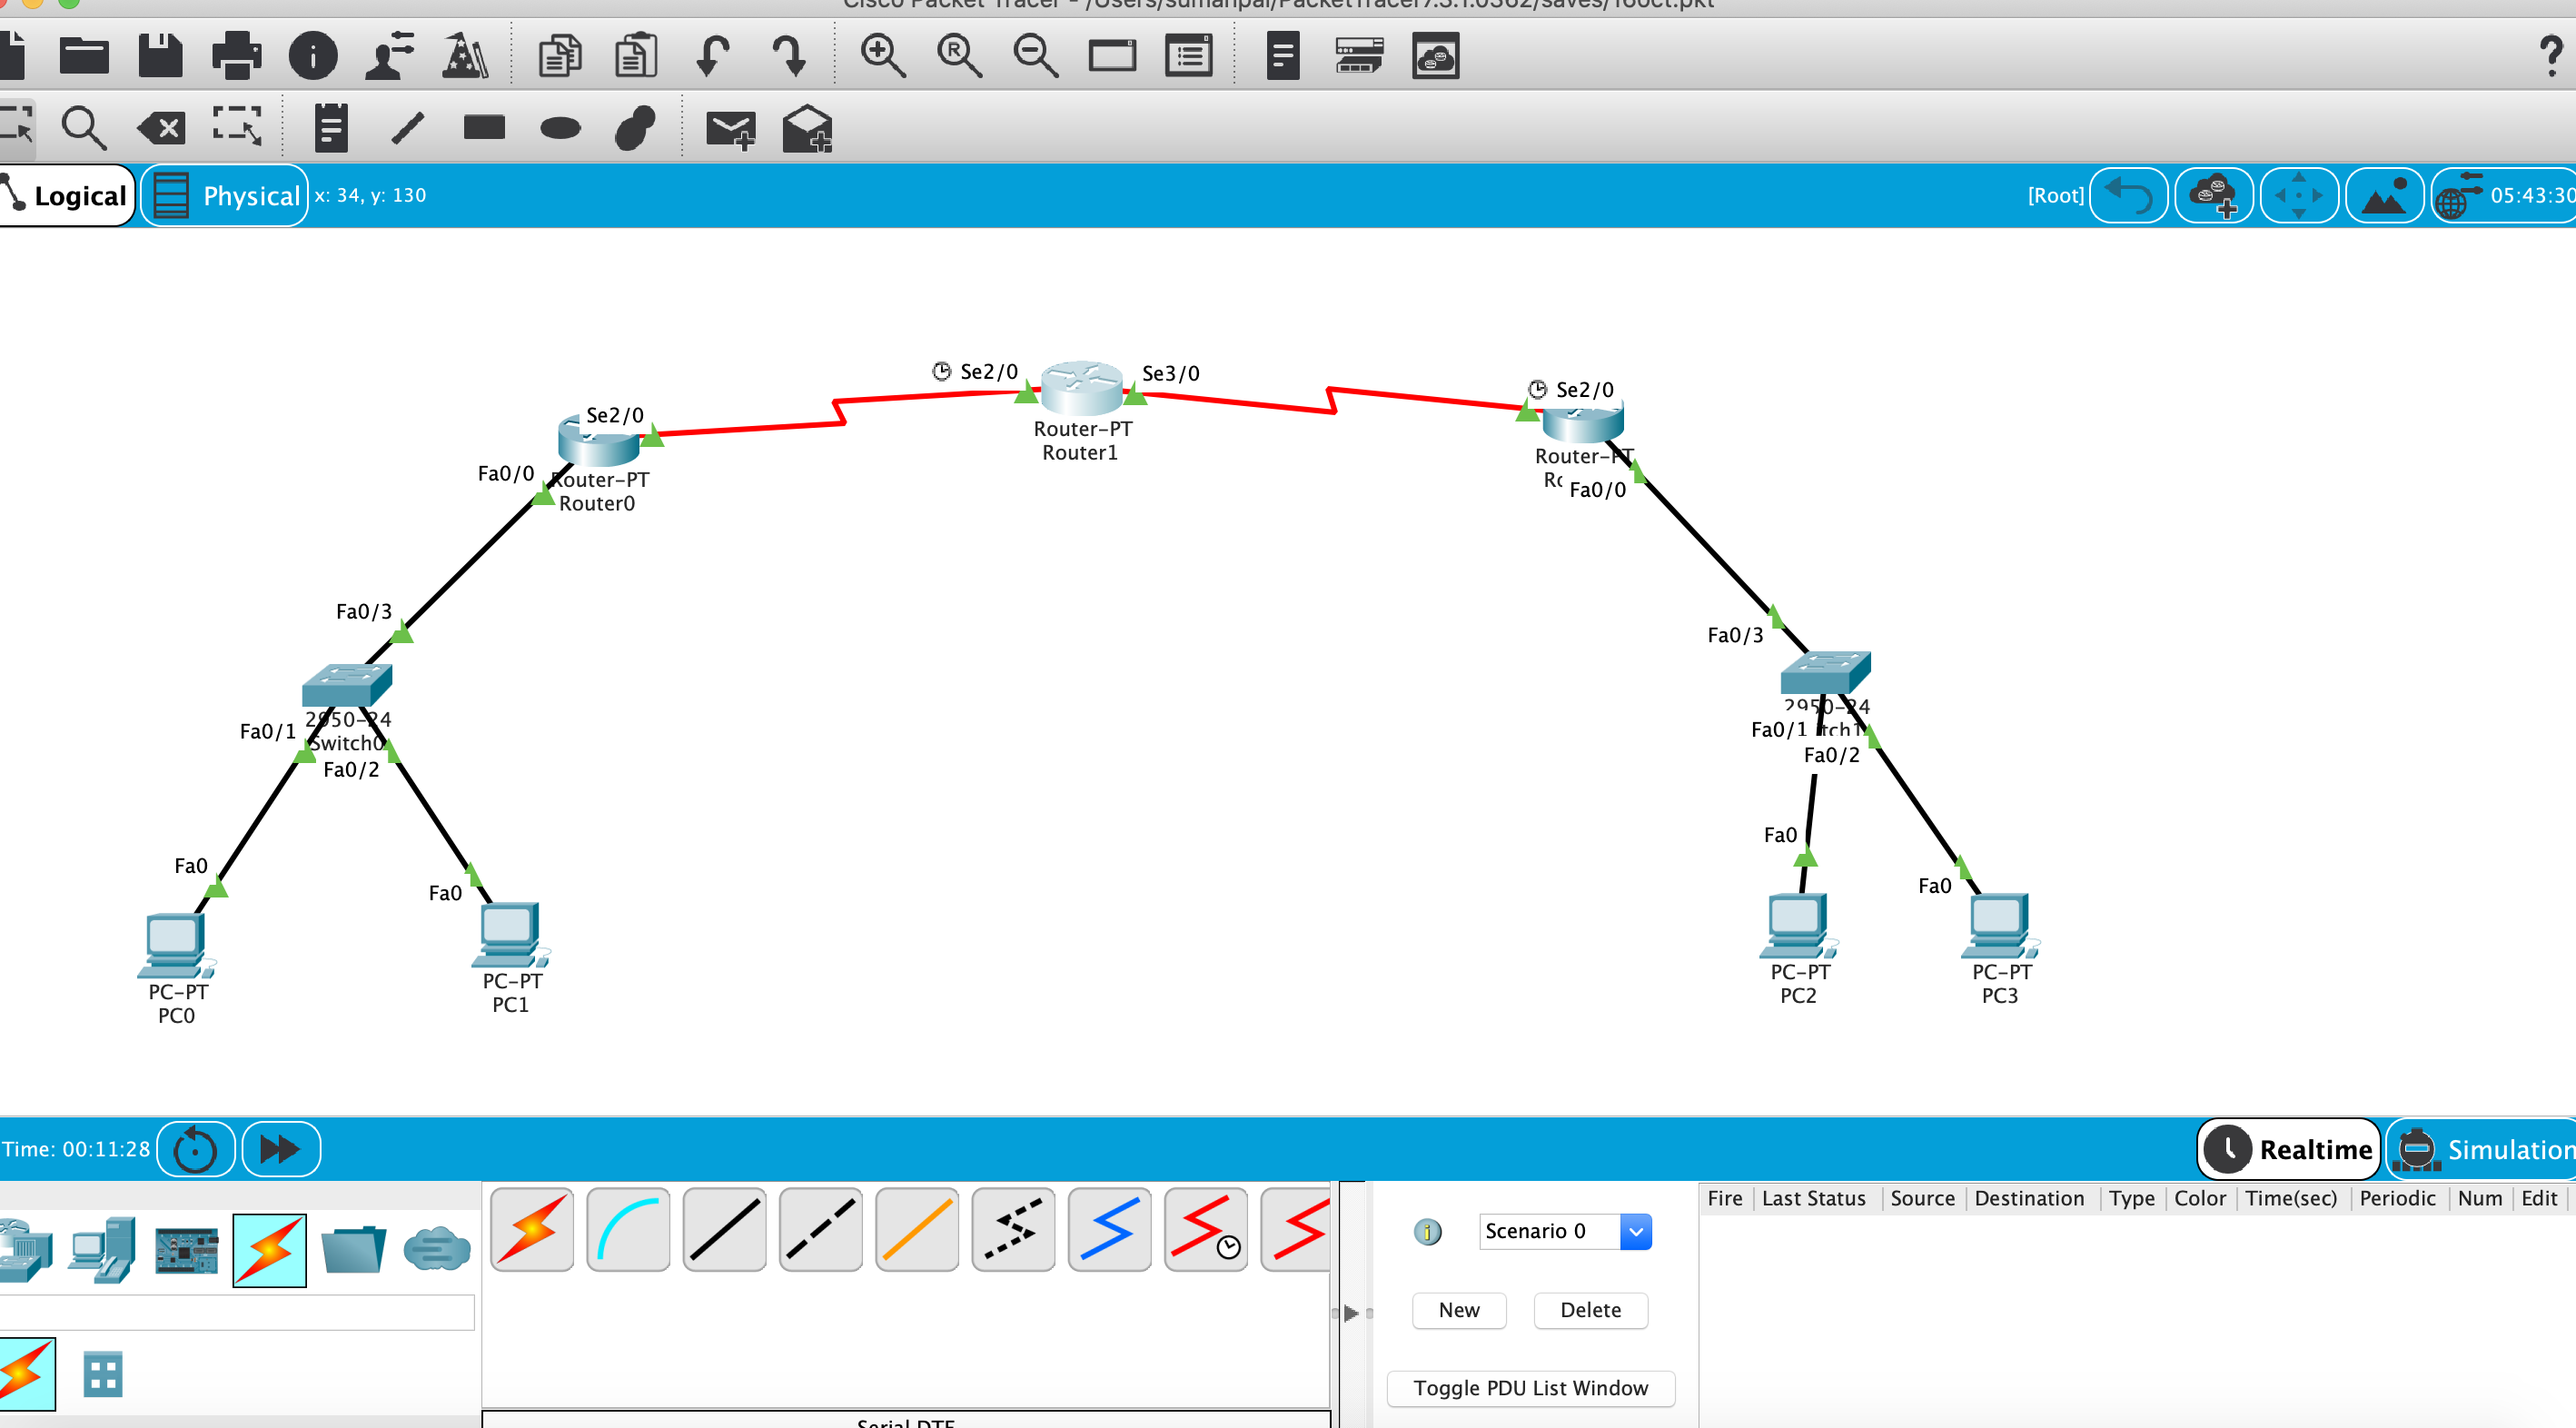 Cisco Packet Tracer - /Users/sumanpal/PacketTracer7.3.1.0362/saves/16oct.pkt
Logical
Physical
x: 34, y: 130
[Root]
05:43:30
Se2/0
Se3/0
Se2/0
Se2/0
Router-PT
Router1
Router-PT
Fa0/0
Fa0/0
Router-PT
Router0
Fa0/3
Fa0/3
2950-24
Switch0
Fa0/1
Fa0/2
2950-24
Fa0/1 itch1
Fa0/2
Fa0
Fa0
Fa0
Fa0
PC-PT
PC0
PC-PT
PC1
PC-PT
PC2
PC-PT
PC3
Time: 00:11:28
Realtime
Simulation
Fire Last Status Source Destination Type Color Time(sec) Periodic Num Edit
Scenario 0
New
Delete
Toggle PDU List Window
Serial DTE